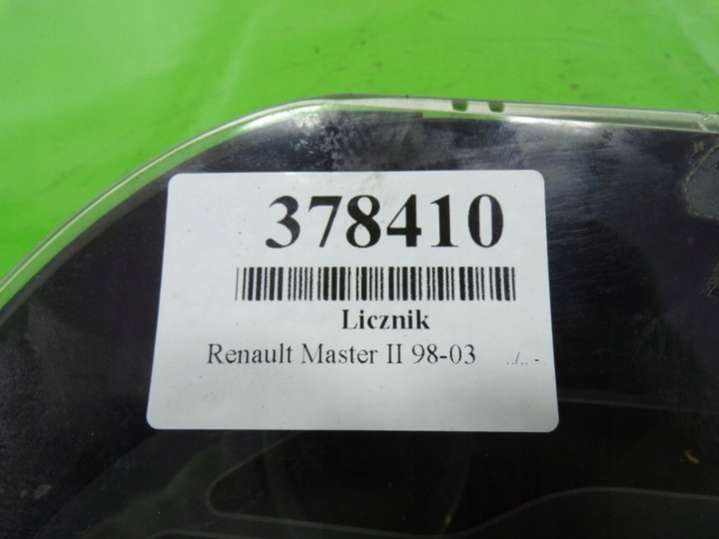 378410
Licznik
Renault Master II 98-03 ../.. -